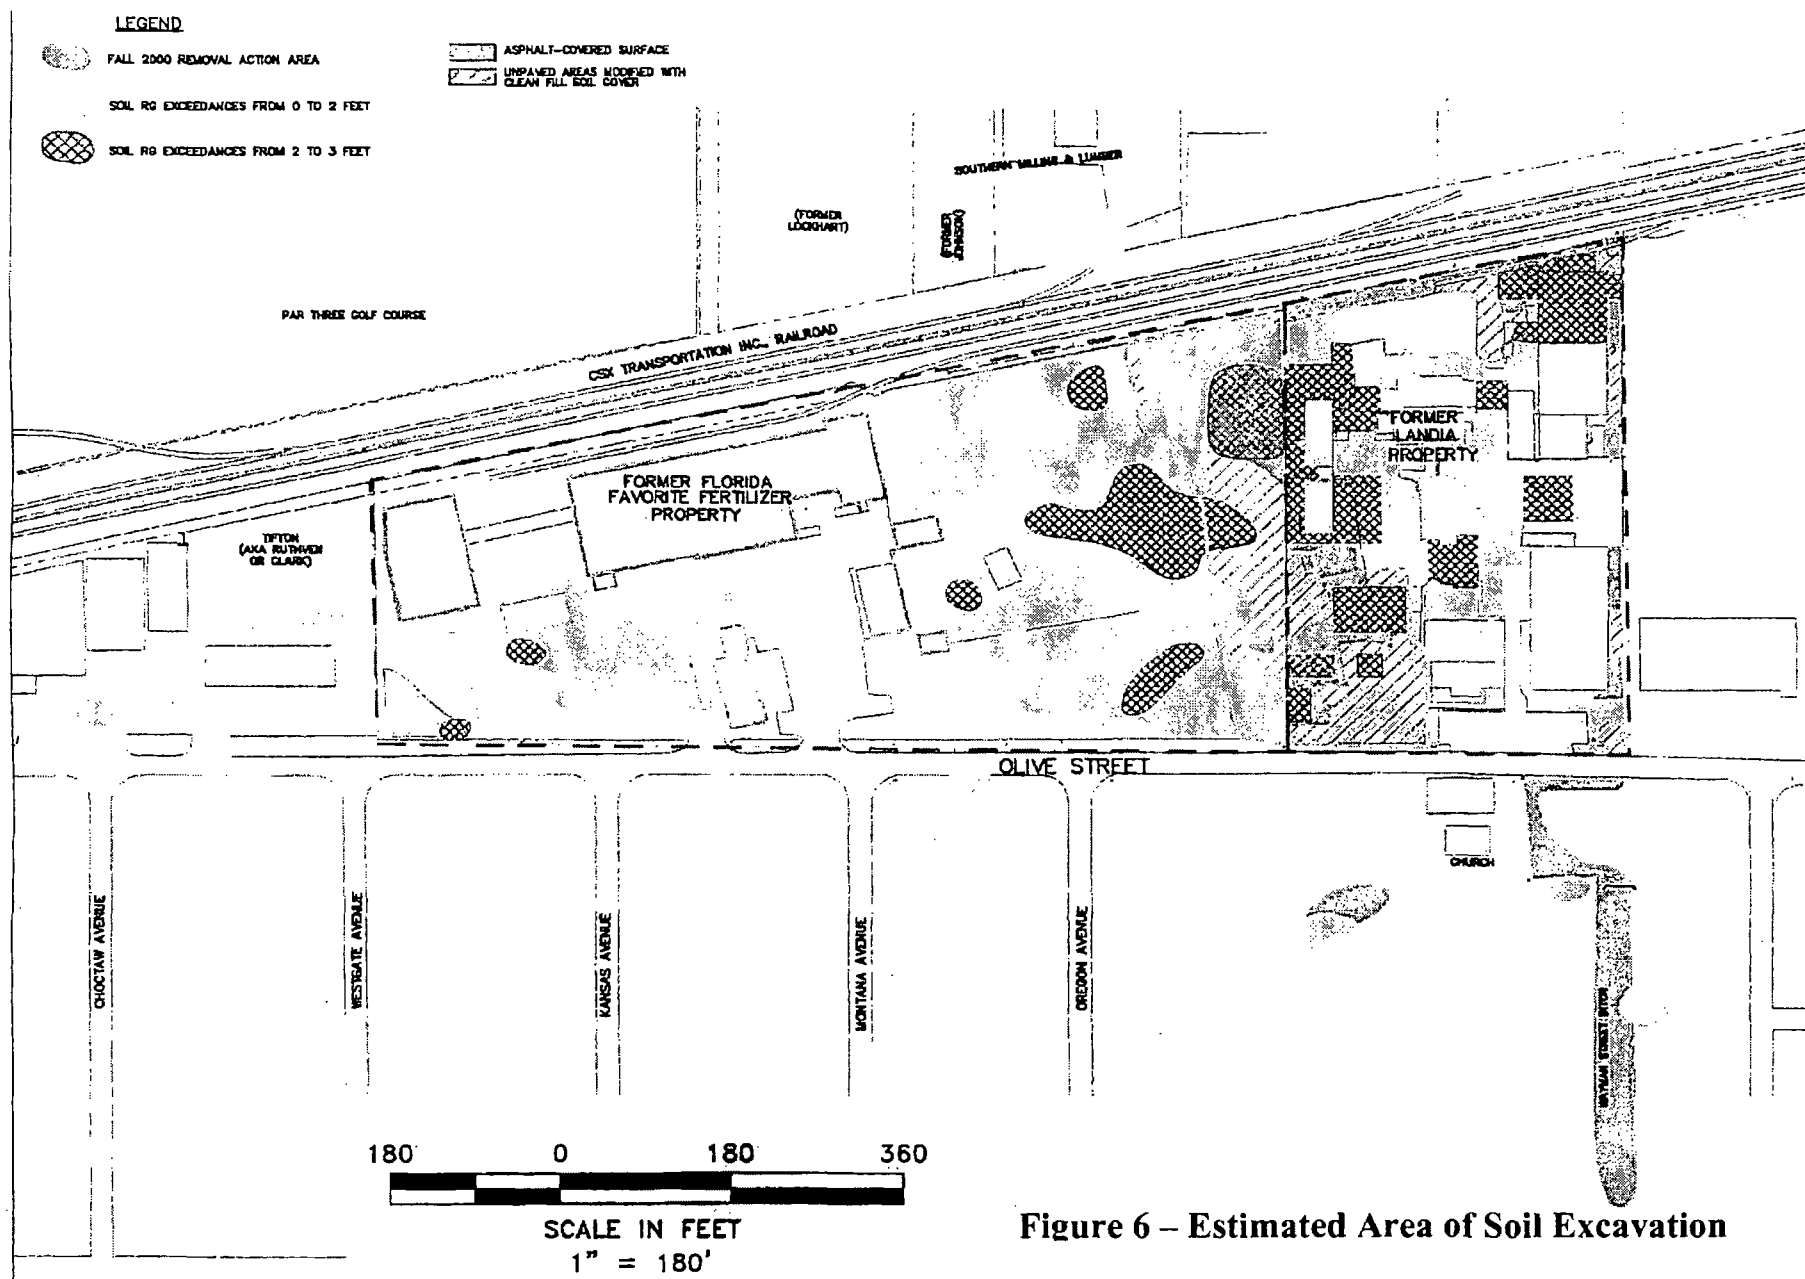 LEGEND
FALL 2000 REMOVAL ACTION AREA
SOIL RG EXCEEDANCES FROM 0 TO 2 FEET
SOIL RG EXCEEDANCES FROM 2 TO 3 FEET
ASPHALT-COVERED SURFACE
UNPAVED AREAS MODIFIED WITH
CLEAN FILL SOIL COVER
SOUTHERN MILLING & LUMBER
(FORMER
LOCKHART)
(FORMER
JOHNSON)
PAR THREE GOLF COURSE
CSX TRANSPORTATION INC., RAILROAD
FORMER
LANDIA
PROPERTY
FORMER FLORIDA
FAVORITE FERTILIZER
PROPERTY
TIFTON
(AKA RUTHVEN
OR CLARK)
OLIVE STREET
CHURCH
CHOCTAW AVENUE
WESTGATE AVENUE
KANSAS AVENUE
MONTANA AVENUE
OREGON AVENUE
WAYMAN STREET DITCH
180 0 180 360
SCALE IN FEET
1" = 180'
Figure 6 – Estimated Area of Soil Excavation